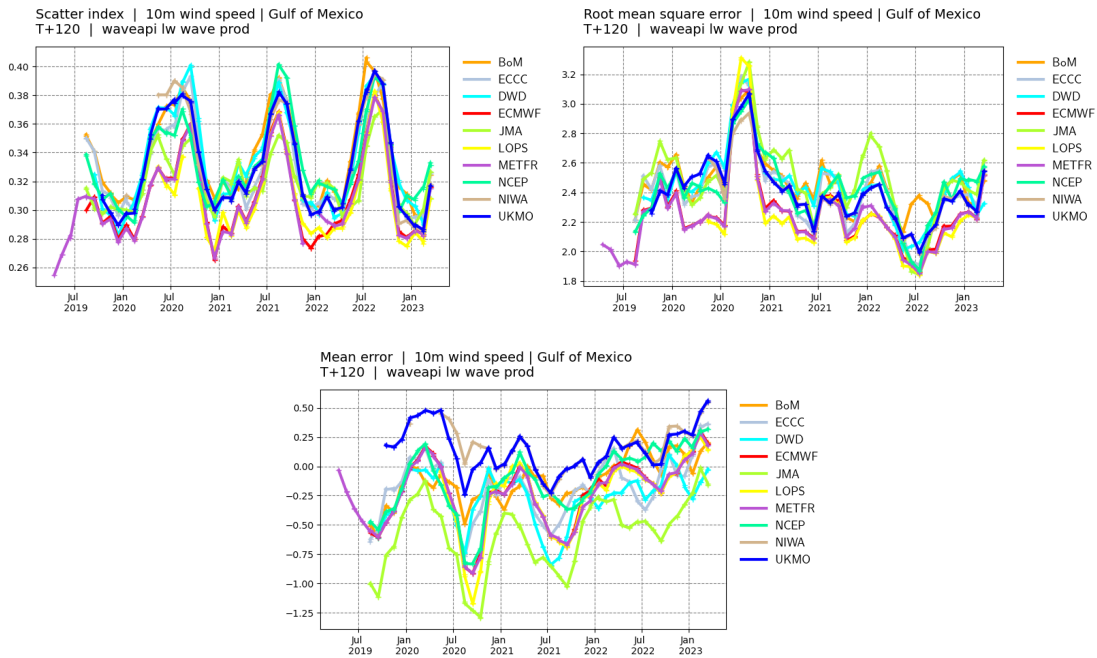 Scatter index | 10m wind speed | Gulf of Mexico
T+120 | waveapi lw wave prod
0.40
0.38
0.36
0.34
0.32
0.30
0.28
0.26
Jul
2019
Jan
2020
Jul
2020
Jan
2021
Jul
2021
Jan
2022
Jul
2022
Jan
2023
BoM
ECCC
DWD
ECMWF
JMA
LOPS
METFR
NCEP
NIWA
UKMO
Root mean square error | 10m wind speed | Gulf of Mexico
T+120 | waveapi lw wave prod
3.2
3.0
2.8
2.6
2.4
2.2
2.0
1.8
Jul
2019
Jan
2020
Jul
2020
Jan
2021
Jul
2021
Jan
2022
Jul
2022
Jan
2023
BoM
ECCC
DWD
ECMWF
JMA
LOPS
METFR
NCEP
NIWA
UKMO
Mean error | 10m wind speed | Gulf of Mexico
T+120 | waveapi lw wave prod
0.50
0.25
0.00
−0.25
−0.50
−0.75
−1.00
−1.25
Jul
2019
Jan
2020
Jul
2020
Jan
2021
Jul
2021
Jan
2022
Jul
2022
Jan
2023
BoM
ECCC
DWD
ECMWF
JMA
LOPS
METFR
NCEP
NIWA
UKMO